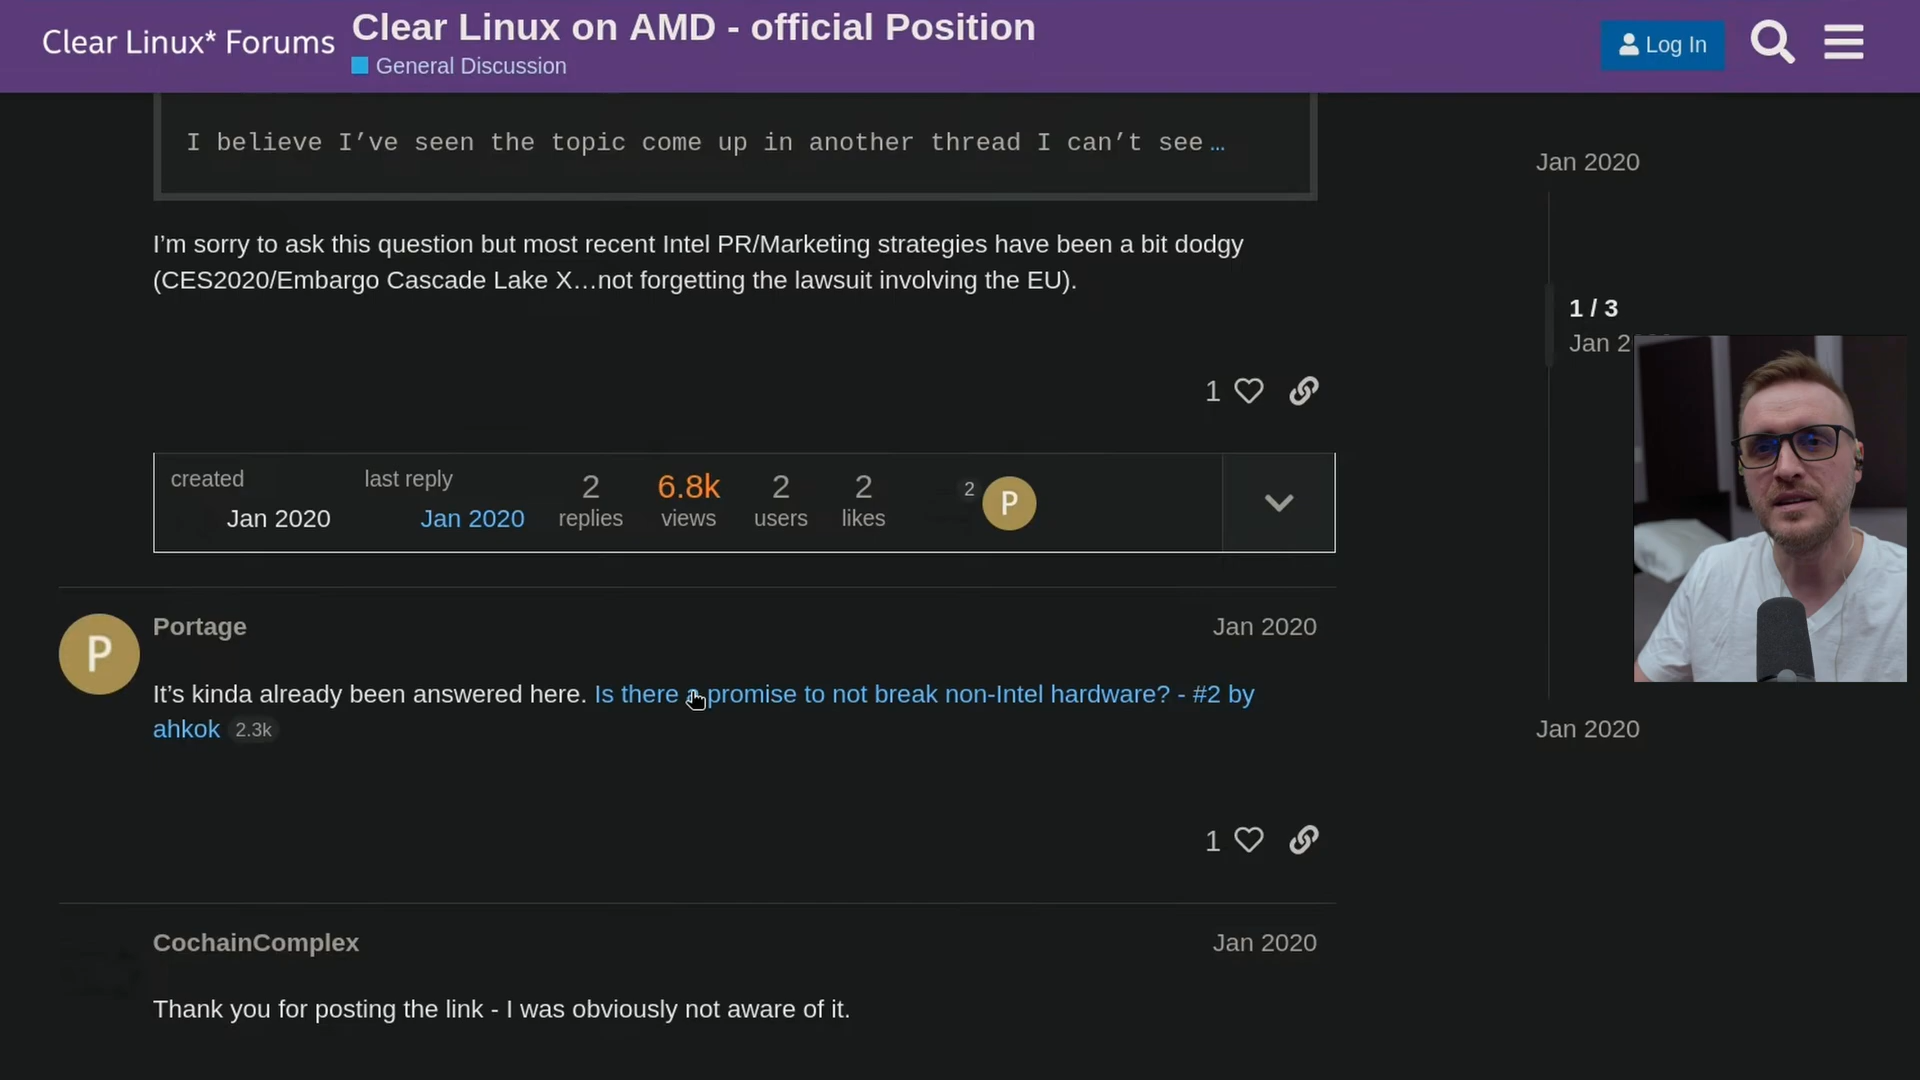 Clear Linux* Forums
Clear Linux on AMD - official Position
General Discussion
Log In
I believe I’ve seen the topic come up in another thread I can’t see…
I’m sorry to ask this question but most recent Intel PR/Marketing strategies have been a bit dodgy
(CES2020/Embargo Cascade Lake X…not forgetting the lawsuit involving the EU).
1
created
Jan 2020
last reply
Jan 2020
2
replies
6.8k
views
2
users
2
likes
2
P
P
Portage
Jan 2020
It’s kinda already been answered here. Is there a promise to not break non-Intel hardware? - #2 by
ahkok 2.3k
1
CochainComplex
Jan 2020
Thank you for posting the link - I was obviously not aware of it.
Jan 2020
1 / 3
Jan 2
Jan 2020